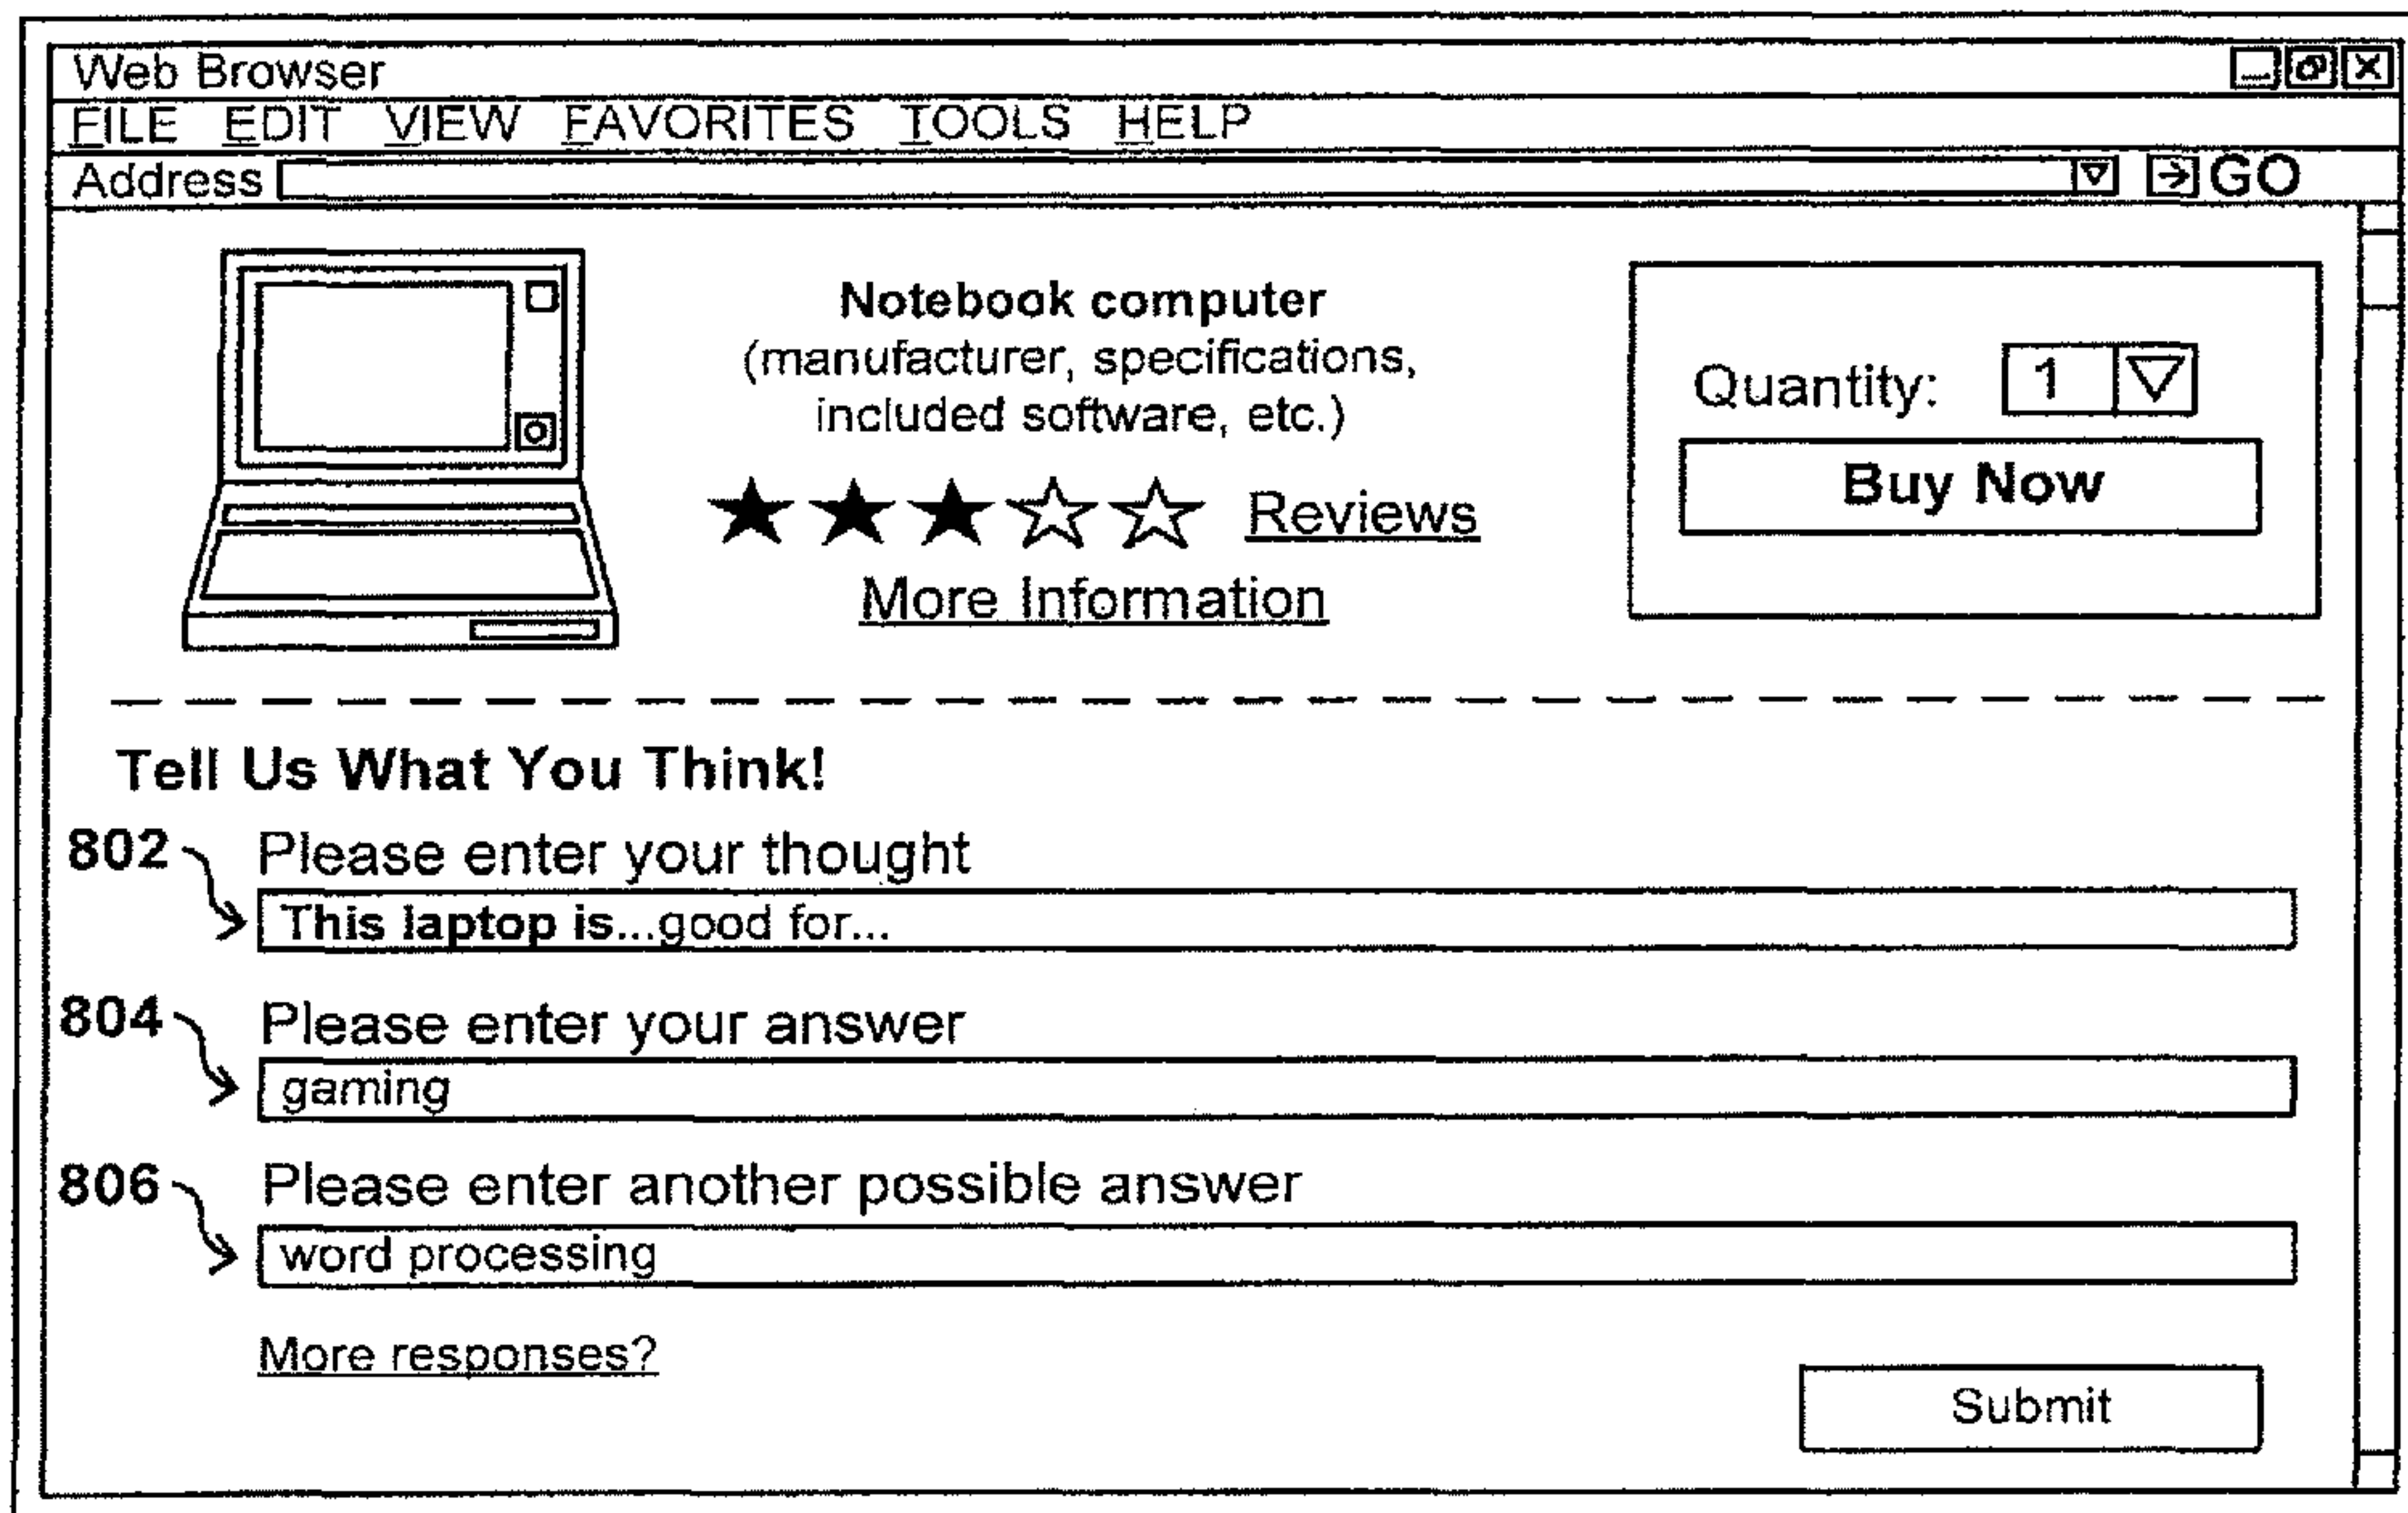 Web Browser
FILE EDIT VIEW FAVORITES TOOLS HELP
Address GO
Notebook computer
(manufacturer, specifications,
included software, etc.)
Reviews
More Information
Quantity: 1
Buy Now
Tell Us What You Think!
802 Please enter your thought
This laptop is...good for...
804 Please enter your answer
gaming
806 Please enter another possible answer
word processing
More responses?
Submit